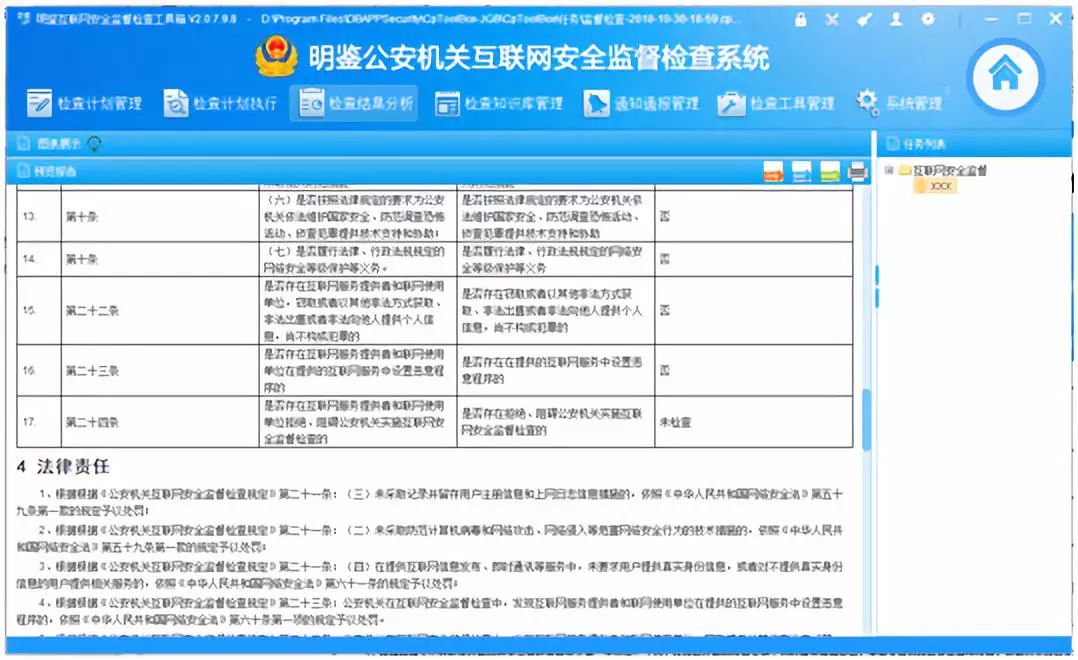 明鉴互联网安全监督检查工具箱 V2.0.7.9.8 - D:\Program Files\DBAPPSecurity\CpToolBox-JGB\CpToolBox\任务\监督检查-2018-10-30-18-59.cp...
明鉴公安机关互联网安全监督检查系统
检查计划管理 检查计划执行 检查结果分析 检查知识库管理 通知通报管理 检查工具管理 系统管理
图表展示 任务列表
预览报告
互联网安全监督
XXX
（六）是否按照法律规定的要求为公安 是否按照法律规定的要求为公安机关依
13. 第十条 机关依法维护国家安全、防范调查恐怖 法维护国家安全、防范调查恐怖活动、 否
活动、侦查犯罪提供技术支持和协助； 侦查犯罪提供技术支持和协助
（七）是否履行法律、行政法规规定的 是否履行法律、行政法规规定的网络安
14. 第十条 网络安全等级保护等义务。 全等级保护等义务 否
是否存在互联网服务提供者和联网使用
单位，窃取或者以其他非法方式获取、 是否存在窃取或者以其他非法方式获
15. 第二十二条 非法出售或者非法向他人提供个人信 取、非法出售或者非法向他人提供个人 否
息，尚不构成犯罪的 信息，尚不构成犯罪的
是否存在互联网服务提供者和联网使用
16. 第二十三条 单位在提供的互联网服务中设置恶意程 是否存在在提供的互联网服务中设置恶 否
序的 意程序的
是否存在互联网服务提供者和联网使用
17. 第二十四条 单位拒绝、阻碍公安机关实施互联网安 是否存在拒绝、阻碍公安机关实施互联 未检查
全监督检查的 网安全监督检查的
4 法律责任
1、根据根据《公安机关互联网安全监督检查规定》第二十一条：（三）未采取记录并留存用户注册信息和上网日志信息措施的，依照《中华人民共和国网络安全法》第五十
九条第一款的规定予以处罚；
2、根据根据《公安机关互联网安全监督检查规定》第二十一条：（二）未采取防范计算机病毒和网络攻击、网络侵入等危害网络安全行为的技术措施的，依照《中华人民共
和国网络安全法》第五十九条第一款的规定予以处罚；
3、根据根据《公安机关互联网安全监督检查规定》第二十一条：（四）在提供互联网信息发布、即时通讯等服务中，未要求用户提供真实身份信息，或者对不提供真实身份
信息的用户提供相关服务的，依照《中华人民共和国网络安全法》第六十一条的规定予以处罚；
4、根据根据《公安机关互联网安全监督检查规定》第二十三条：公安机关在互联网安全监督检查中，发现互联网服务提供者和联网使用单位在提供的互联网服务中设置恶意
程序的，依照《中华人民共和国网络安全法》第六十条第一项的规定予以处罚。